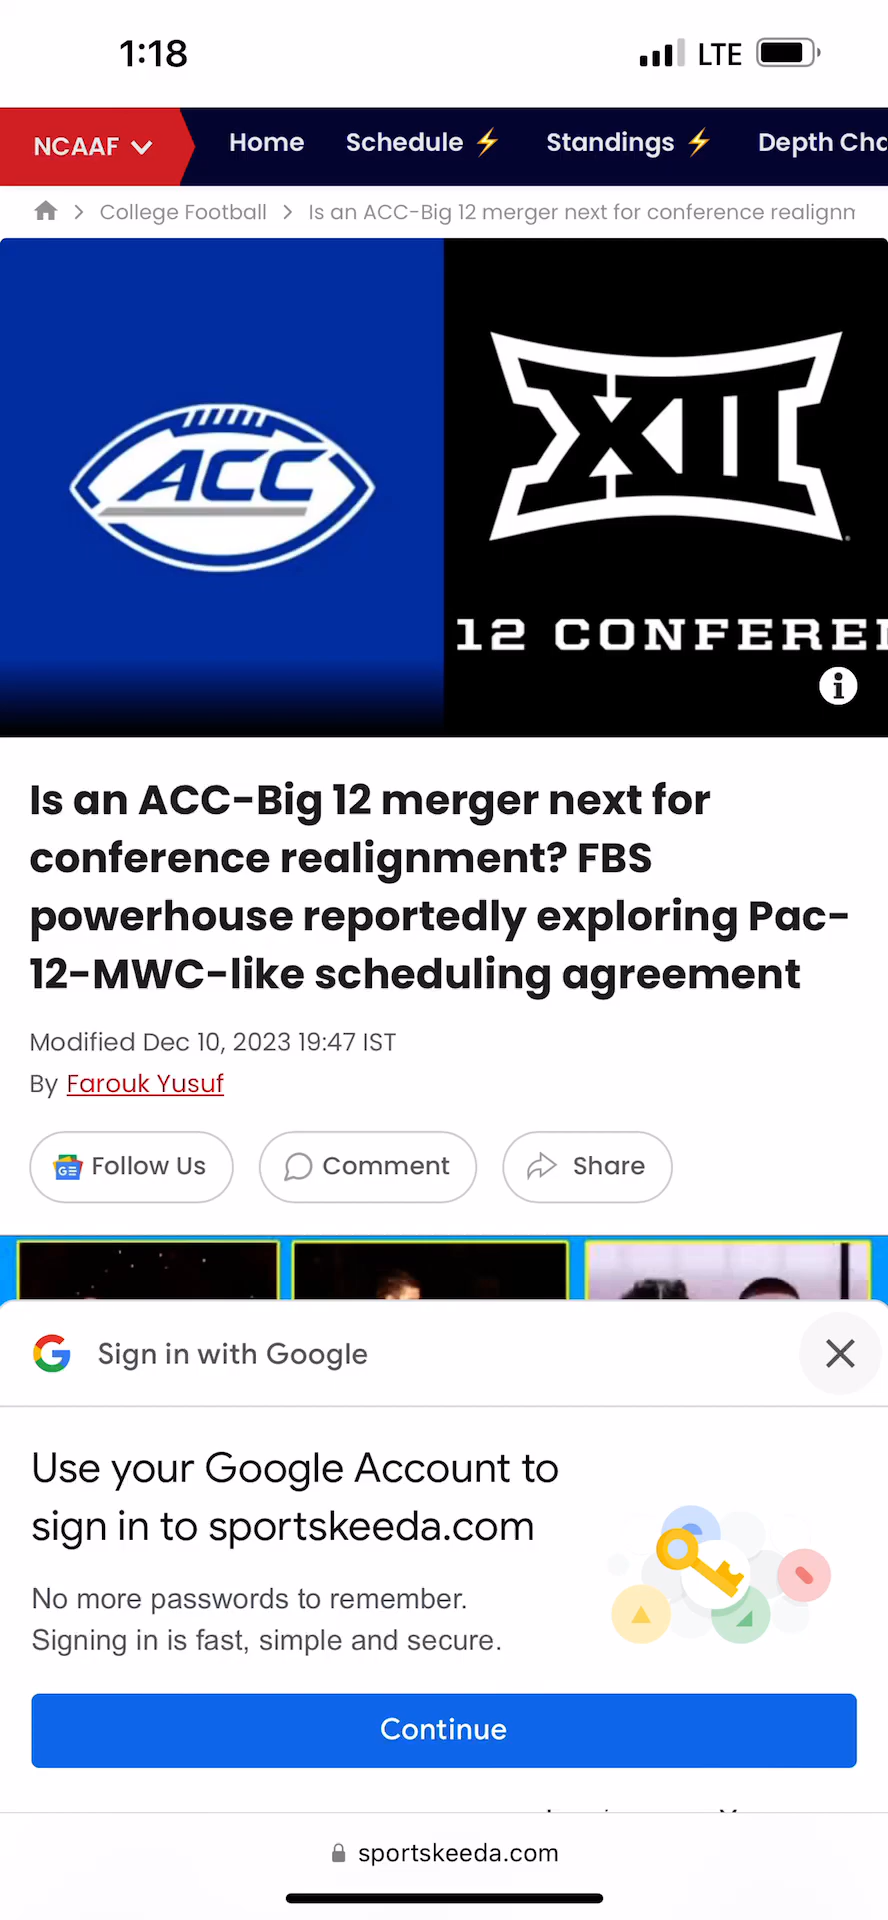 1:18
LTE
NCAAF
Home Schedule Standings Depth Cha
College Football Is an ACC-Big 12 merger next for conference realignn
ACC
XII
12 CONFEREN
Is an ACC-Big 12 merger next for
conference realignment? FBS
powerhouse reportedly exploring Pac-
12-MWC-like scheduling agreement
Modified Dec 10, 2023 19:47 IST
By Farouk Yusuf
GE Follow Us
Comment
Share
Sign in with Google
Use your Google Account to
sign in to sportskeeda.com
No more passwords to remember.
Signing in is fast, simple and secure.
Continue
sportskeeda.com